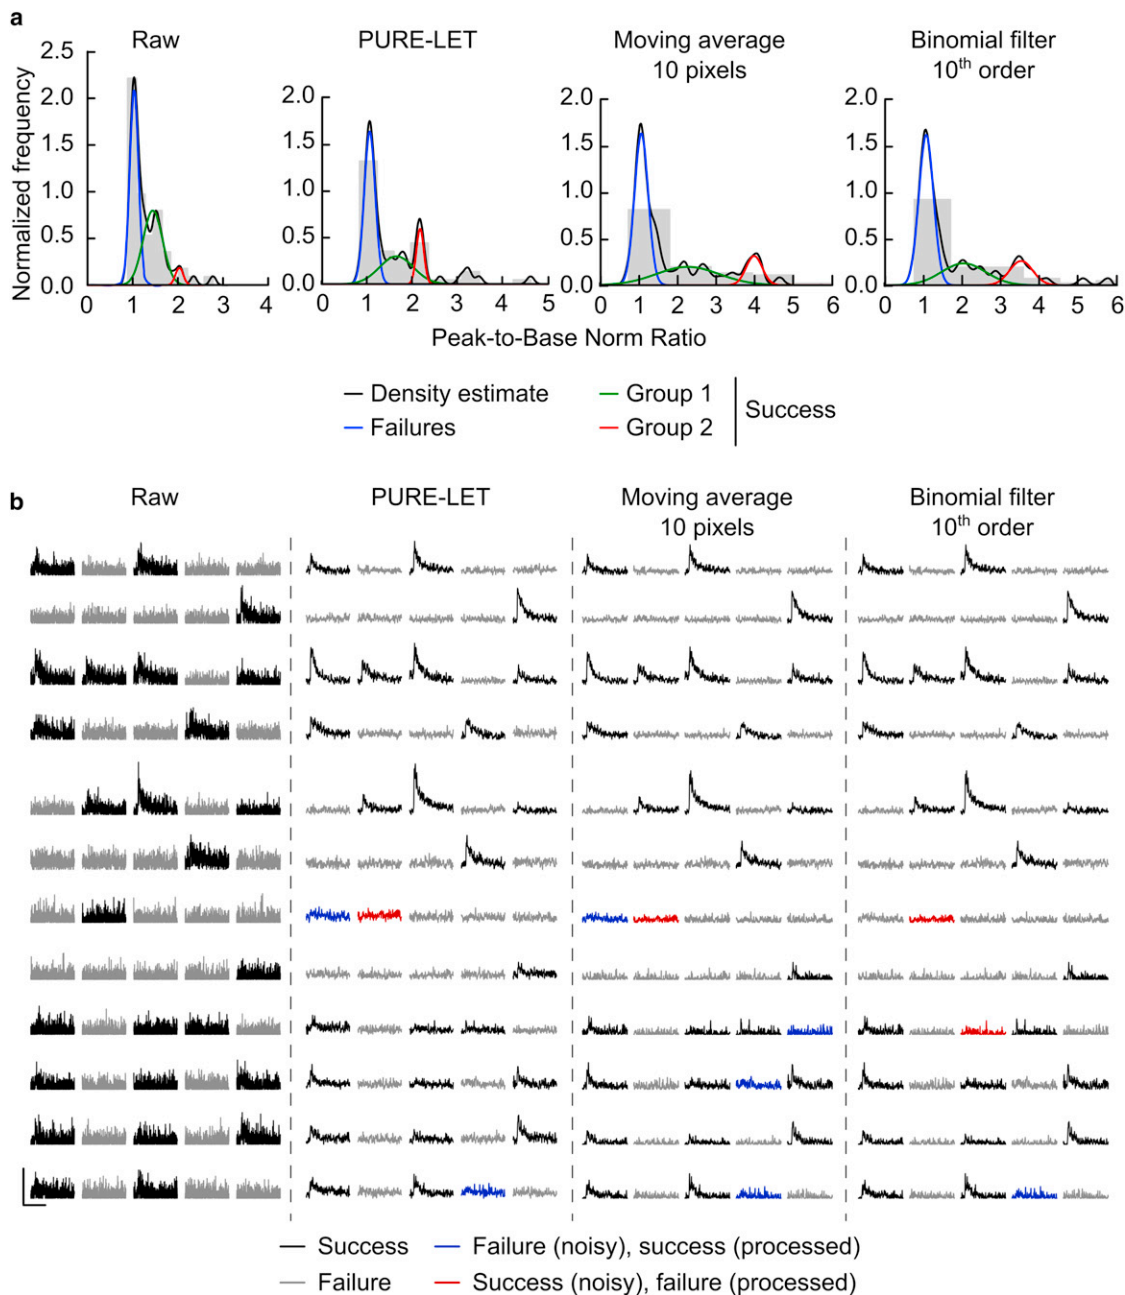 a
Raw
PURE-LET
Moving average
10 pixels
Binomial filter
10th order
Normalized frequency
2.5
2.0
1.5
1.0
0.5
0.0
0 1 2 3 4
2.0
1.5
1.0
0.5
0.0
0 1 2 3 4 5
2.0
1.5
1.0
0.5
0.0
0 1 2 3 4 5 6
2.0
1.5
1.0
0.5
0.0
0 1 2 3 4 5 6
Peak-to-Base Norm Ratio
Density estimate
Failures
Group 1
Group 2
Success
b
Raw
PURE-LET
Moving average
10 pixels
Binomial filter
10th order
Success
Failure
Failure (noisy), success (processed)
Success (noisy), failure (processed)